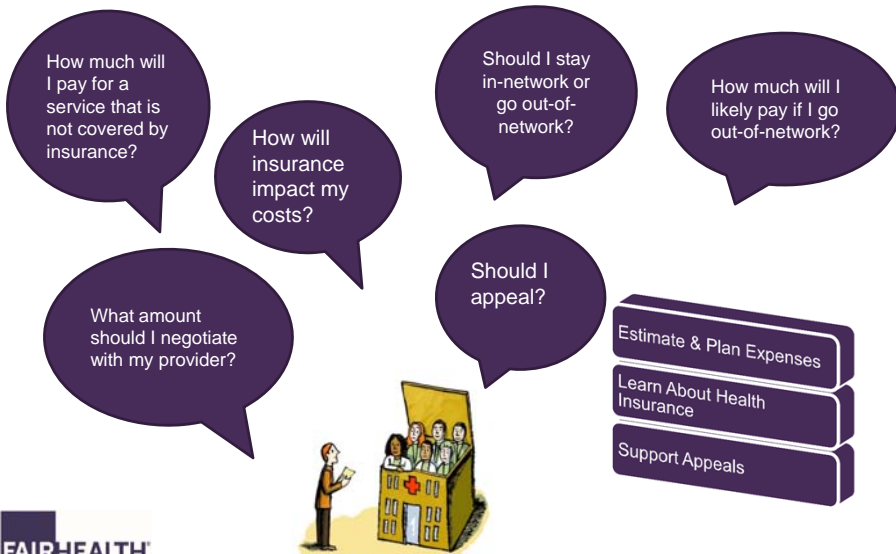 How much will
I pay for a
service that is
not covered by
insurance?
How will
insurance
impact my
costs?
Should I stay
in-network or
go out-of-
network?
How much will I
likely pay if I go
out-of-network?
What amount
should I negotiate
with my provider?
Should I
appeal?
Estimate & Plan Expenses
Learn About Health
Insurance
Support Appeals
FAIRHEALTH